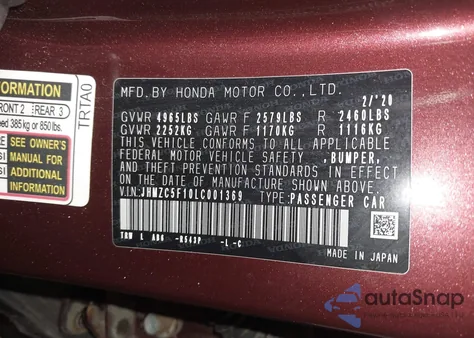 FORMATION
FRONT 2 REAR 3
ed 385 kg or 850 lbs.
SEE OWNER'S
MANUAL FOR
ADDITIONAL
INFORMATION
TRTA0
MFD.BY HONDA MOTOR CO.,LTD.
2/'20
GVWR 4965LBS GAWR F 2579LBS R 2460LBS
GVWR 2252KG GAWR F 1170KG R 1116KG
THIS VEHICLE CONFORMS TO ALL APPLICABLE
FEDERAL MOTOR VEHICLE SAFETY, BUMPER,
AND THEFT PREVENTION STANDARDS IN EFFECT
ON THE DATE OF MANUFACTURE SHOWN ABOVE.
V.I.N:JHMZC5F10LC001369 TYPE:PASSENGER CAR
-L -C
MADE IN JAPAN
autoSnap